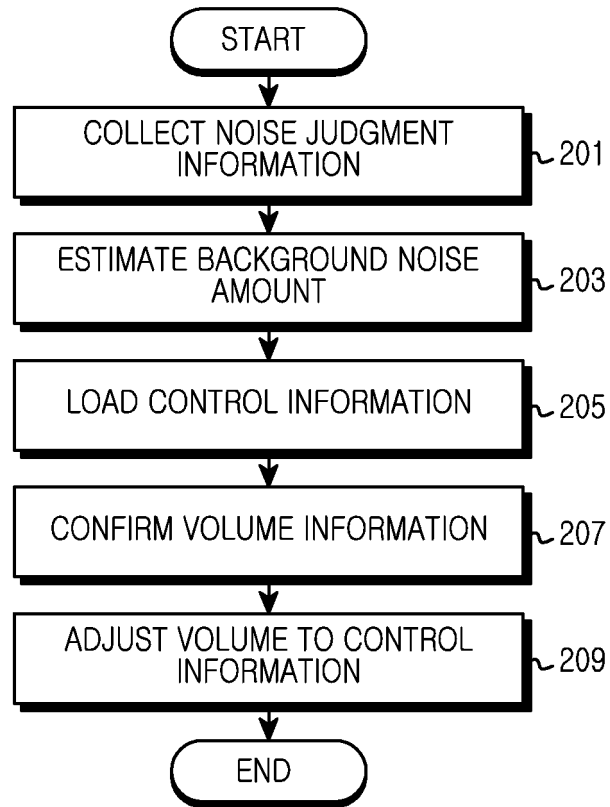 START
COLLECT NOISE JUDGMENT
INFORMATION
201
ESTIMATE BACKGROUND NOISE
AMOUNT
203
LOAD CONTROL INFORMATION
205
CONFIRM VOLUME INFORMATION
207
ADJUST VOLUME TO CONTROL
INFORMATION
209
END